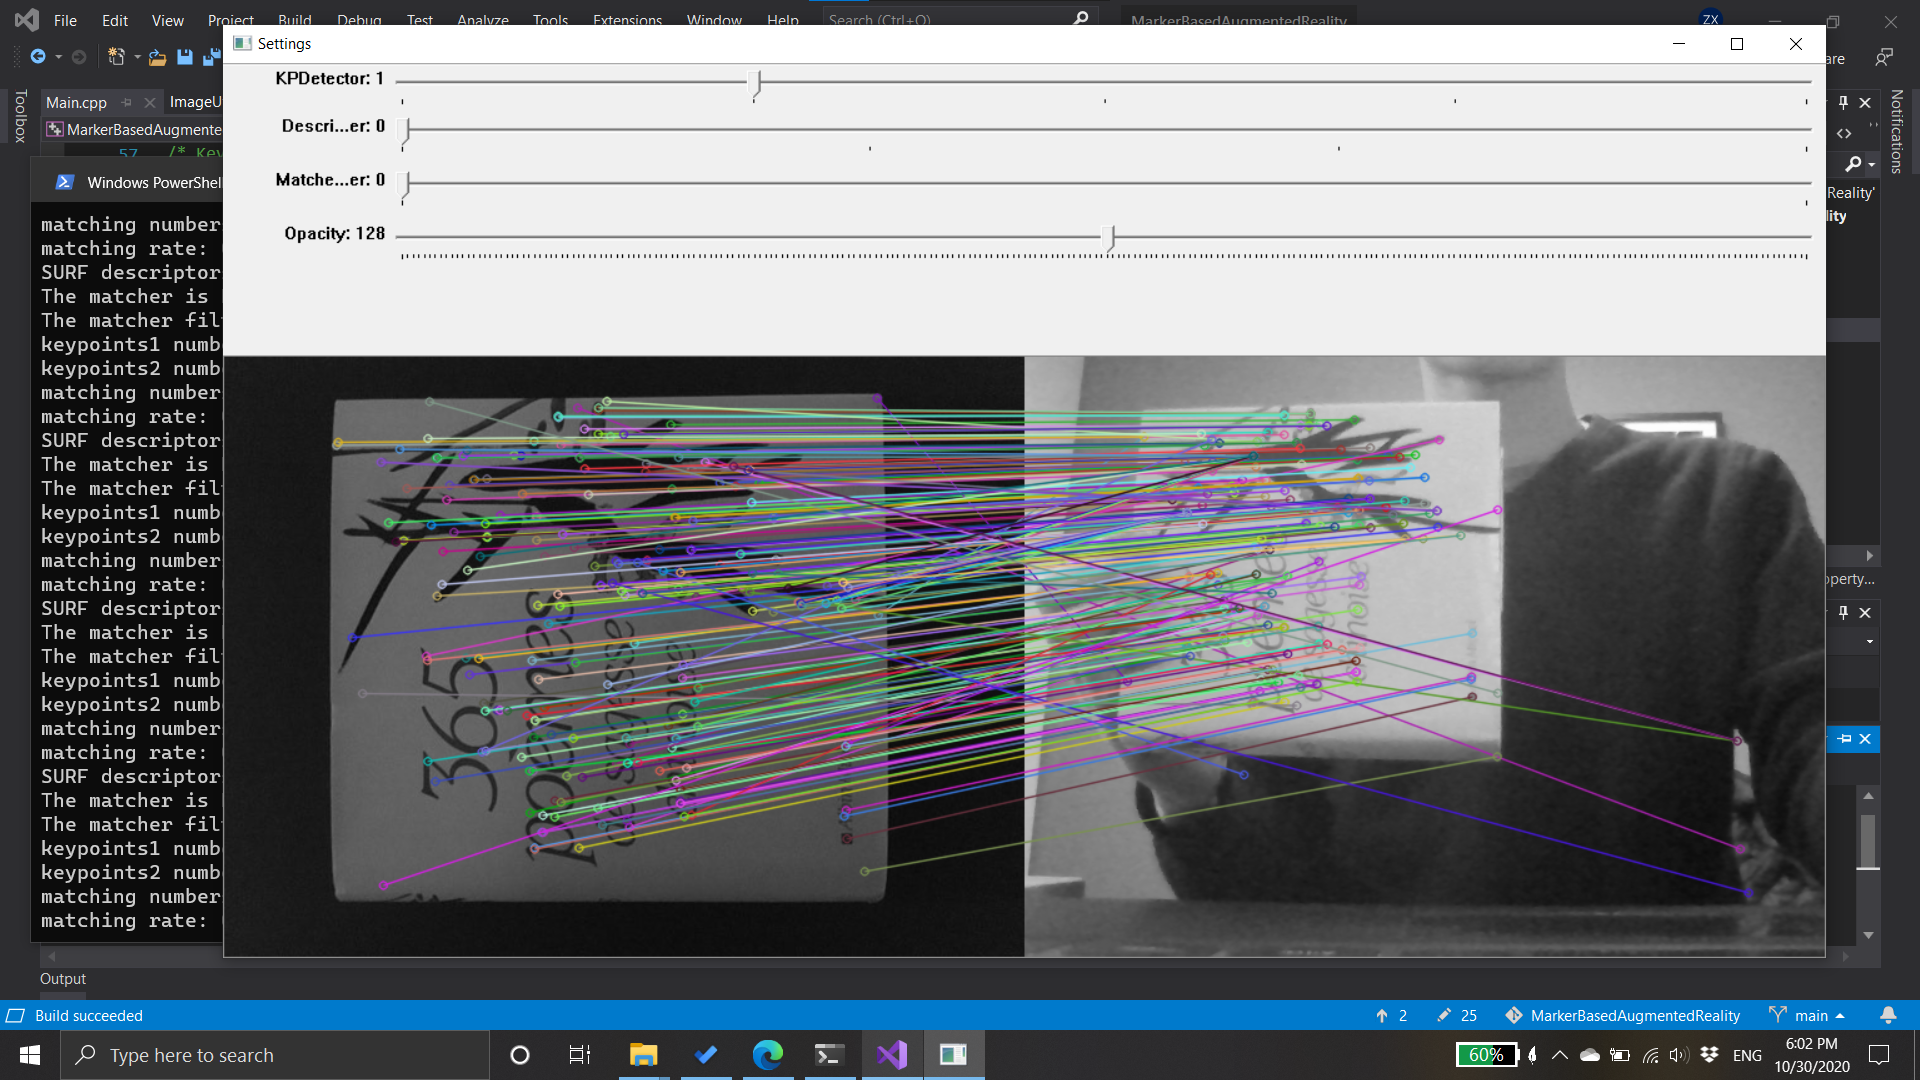 File Edit View Project Build Debug Test Analyze Tools Extensions Window Help Search (Ctrl+Q) MarkerBasedAugmentedReality ZX
Settings
are
KPDetector: 1
Descri...er: 0
Matche...er: 0
Opacity: 128
Toolbox
Main.cpp ImageU
MarkerBasedAugmente
57 /* Key
Windows PowerShell
matching number
matching rate:
SURF descriptor
The matcher is
The matcher fil
keypoints1 numb
keypoints2 numb
matching number
matching rate:
SURF descriptor
The matcher is
The matcher fil
keypoints1 numb
keypoints2 numb
matching number
matching rate:
SURF descriptor
The matcher is
The matcher fil
keypoints1 numb
keypoints2 numb
matching number
matching rate:
SURF descriptor
The matcher is
The matcher fil
keypoints1 numb
keypoints2 numb
matching number
matching rate:
365
Notifications
Reality'
lity
operty...
Output
Build succeeded
2 25 MarkerBasedAugmentedReality main
Type here to search
60% ENG
6:02 PM
10/30/2020